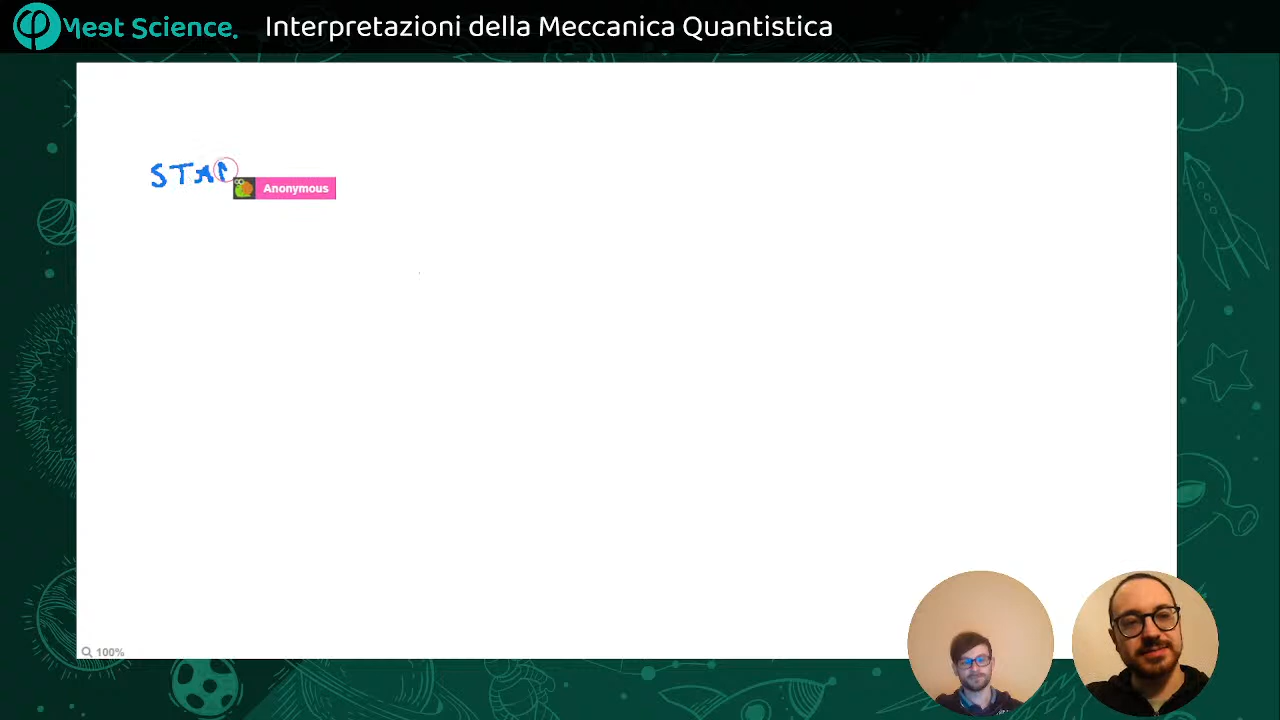 Meet Science.
Interpretazioni della Meccanica Quantistica
STA
Anonymous
100%